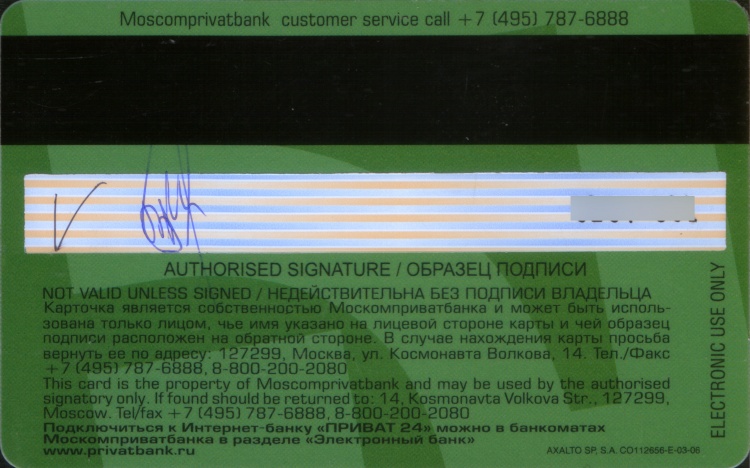 Moscomprivatbank customer service call +7 (495) 787-6888
AUTHORISED SIGNATURE / ОБРАЗЕЦ ПОДПИСИ
NOT VALID UNLESS SIGNED / НЕДЕЙСТВИТЕЛЬНА БЕЗ ПОДПИСИ ВЛАДЕЛЬЦА
Карточка является собственностью Москомприватбанка и может быть исполь-
зована только лицом, чье имя указано на лицевой стороне карты и чей образец
подписи расположен на обратной стороне. В случае нахождения карты просьба
вернуть ее по адресу: 127299, Москва, ул. Космонавта Волкова, 14. Тел./Факс
+7 (495) 787-6888, 8-800-200-2080
This card is the property of Moscomprivatbank and may be used by the authorised
signatory only. If found should be returned to: 14, Kosmonavta Volkova Str., 127299,
Moscow. Tel/fax +7 (495) 787-6888, 8-800-200-2080
Подключиться к Интернет-банку «ПРИВАТ 24» можно в банкоматах
Москомприватбанка в разделе «Электронный банк»
www.privatbank.ru
AXALTO SP, S.A. CO112656-E-03-06
ELECTRONIC USE ONLY